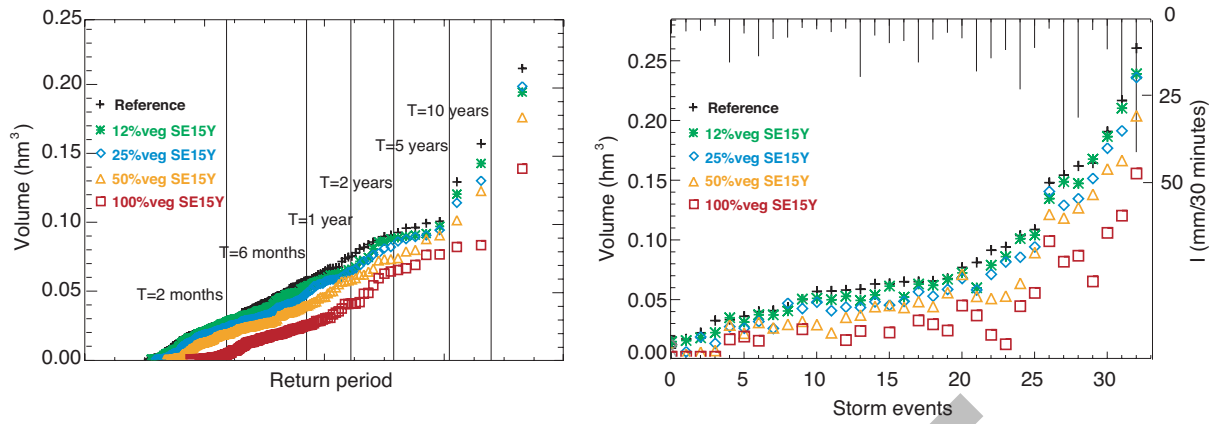 0.25
0.20
0.15
0.10
0.05
0.00
Volume (hm³)
Reference
12%veg SE15Y
25%veg SE15Y
50%veg SE15Y
100%veg SE15Y
T=10 years
T=5 years
T=2 years
T=1 year
T=6 months
T=2 months
Return period
0.25
0.20
0.15
0.10
0.05
0.00
Volume (hm³)
Reference
12%veg SE15Y
25%veg SE15Y
50%veg SE15Y
100%veg SE15Y
0
25
50
I (mm/30 minutes)
0 5 10 15 20 25 30
Storm events